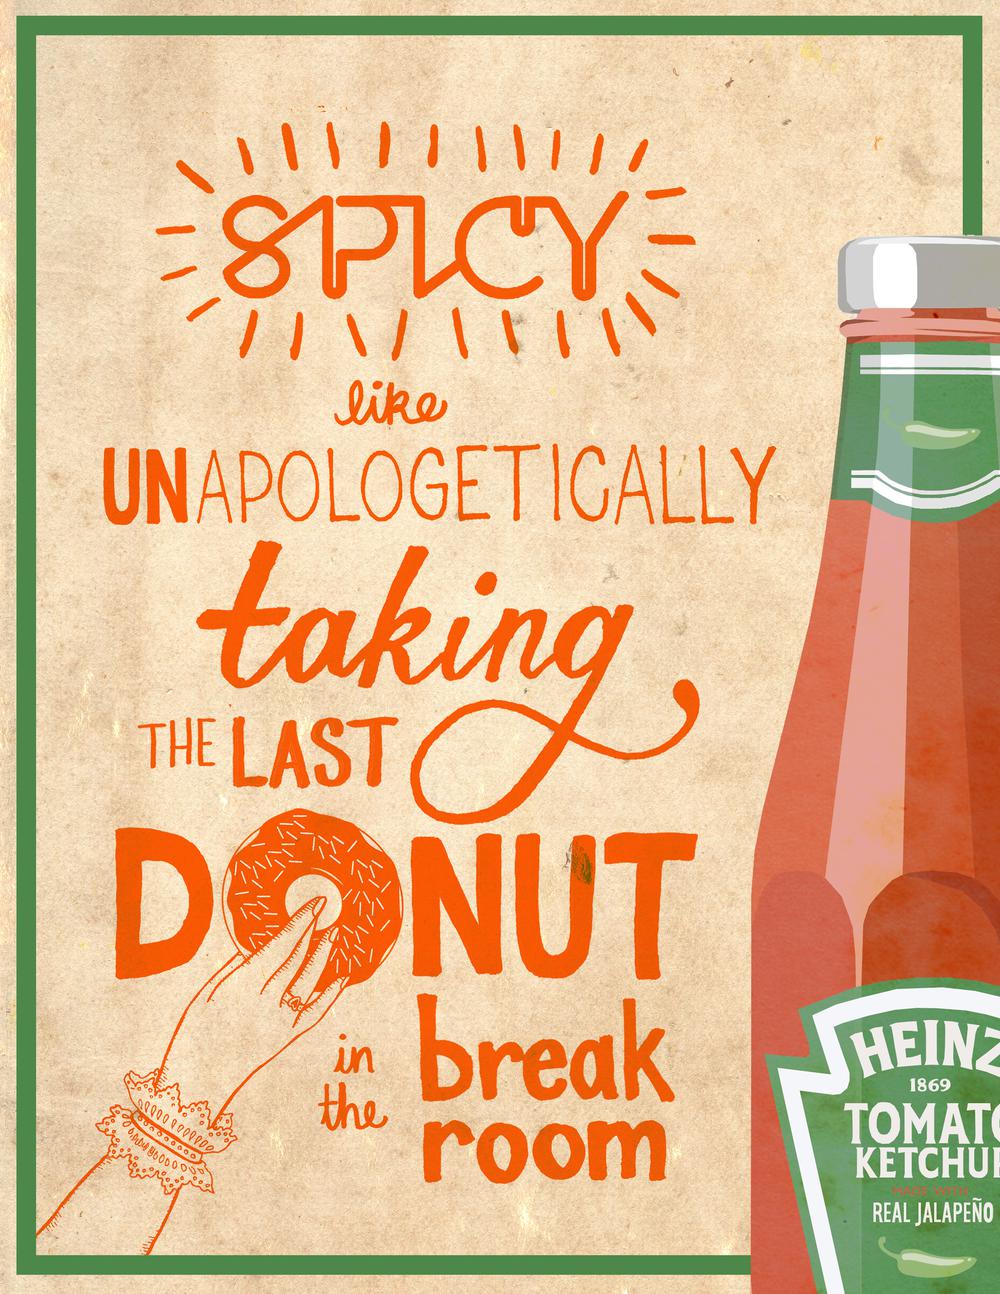 SPICY
like
UNAPOLOGETICALLY
taking
THE LAST
DONUT
in the
break room
HEINZ
1869
TOMATO
KETCHUP
MADE WITH
REAL JALAPEÑO